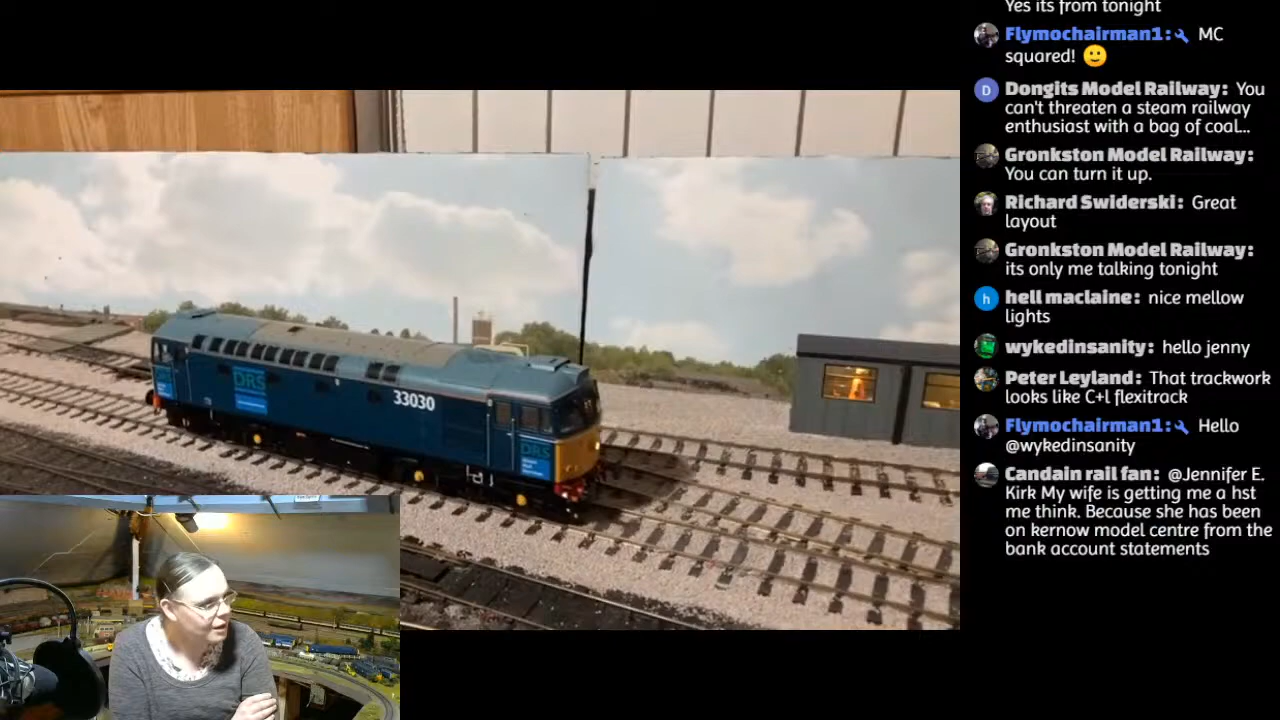 Yes its from tonight
Flymochairman1: MC
squared! 🙂
D Dongits Model Railway: You
can't threaten a steam railway
enthusiast with a bag of coal...
Gronkston Model Railway:
You can turn it up.
Richard Swiderski: Great
layout
Gronkston Model Railway:
its only me talking tonight
h hell maclaine: nice mellow
lights
wykedinsanity: hello jenny
Peter Leyland: That trackwork
looks like C+l flexitrack
Flymochairman1: Hello
@wykedinsanity
Candain rail fan: @Jennifer E.
Kirk My wife is getting me a hst
me think. Because she has been
on kernow model centre from the
bank account statements
DRS
33030
DRS